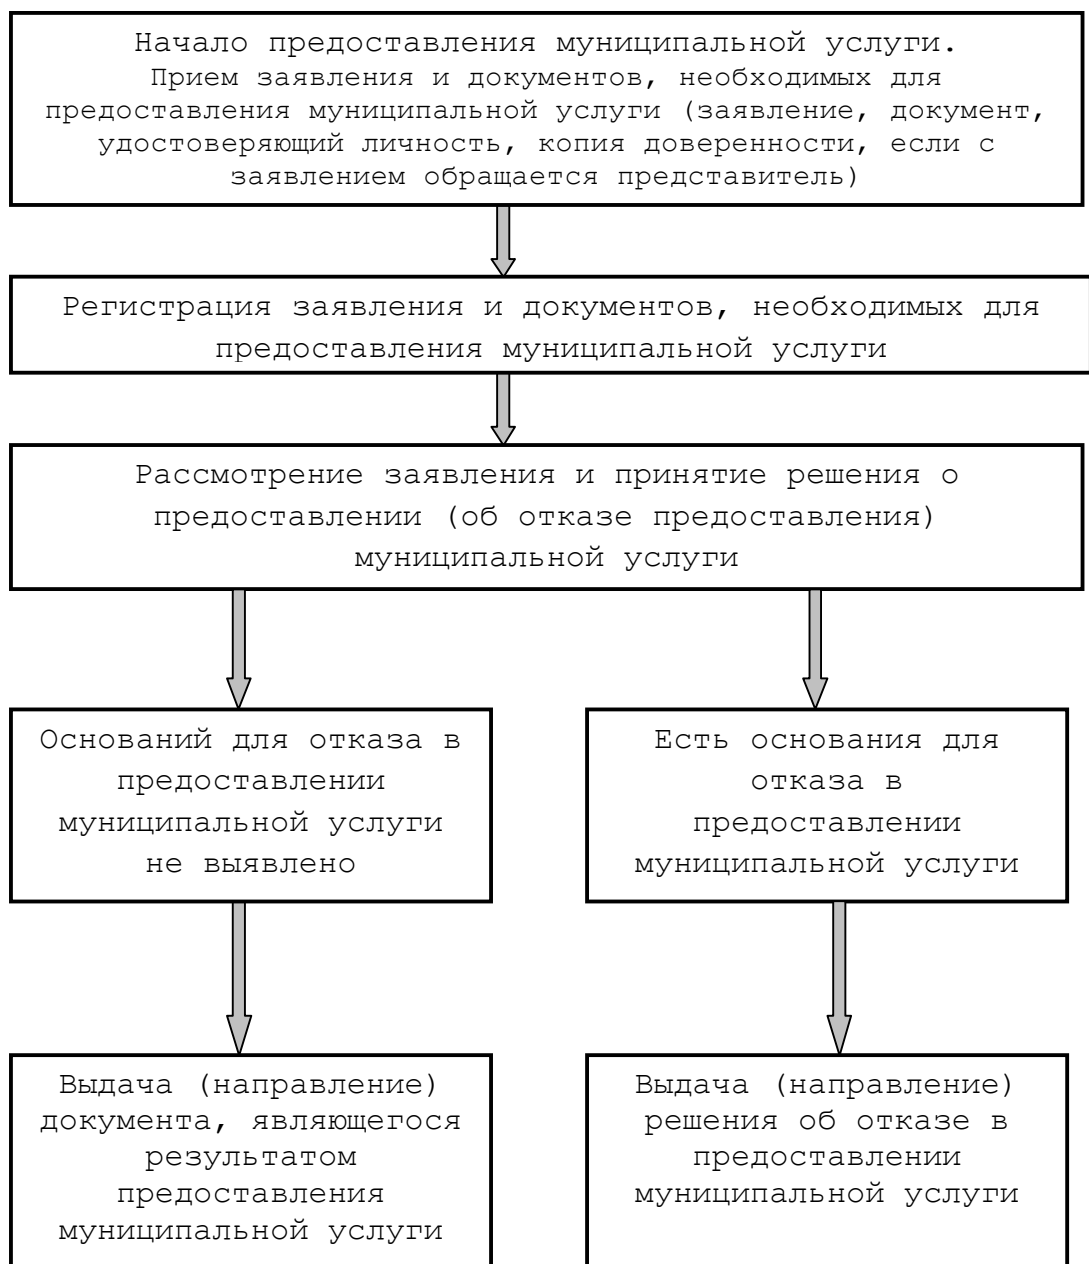 Начало предоставления муниципальной услуги.
Прием заявления и документов, необходимых для
предоставления муниципальной услуги (заявление, документ,
удостоверяющий личность, копия доверенности, если с
заявлением обращается представитель)
Регистрация заявления и документов, необходимых для
предоставления муниципальной услуги
Рассмотрение заявления и принятие решения о
предоставлении (об отказе предоставления)
муниципальной услуги
Оснований для отказа в
предоставлении
муниципальной услуги
не выявлено
Есть основания для
отказа в
предоставлении
муниципальной услуги
Выдача (направление)
документа, являющегося
результатом
предоставления
муниципальной услуги
Выдача (направление)
решения об отказе в
предоставлении
муниципальной услуги